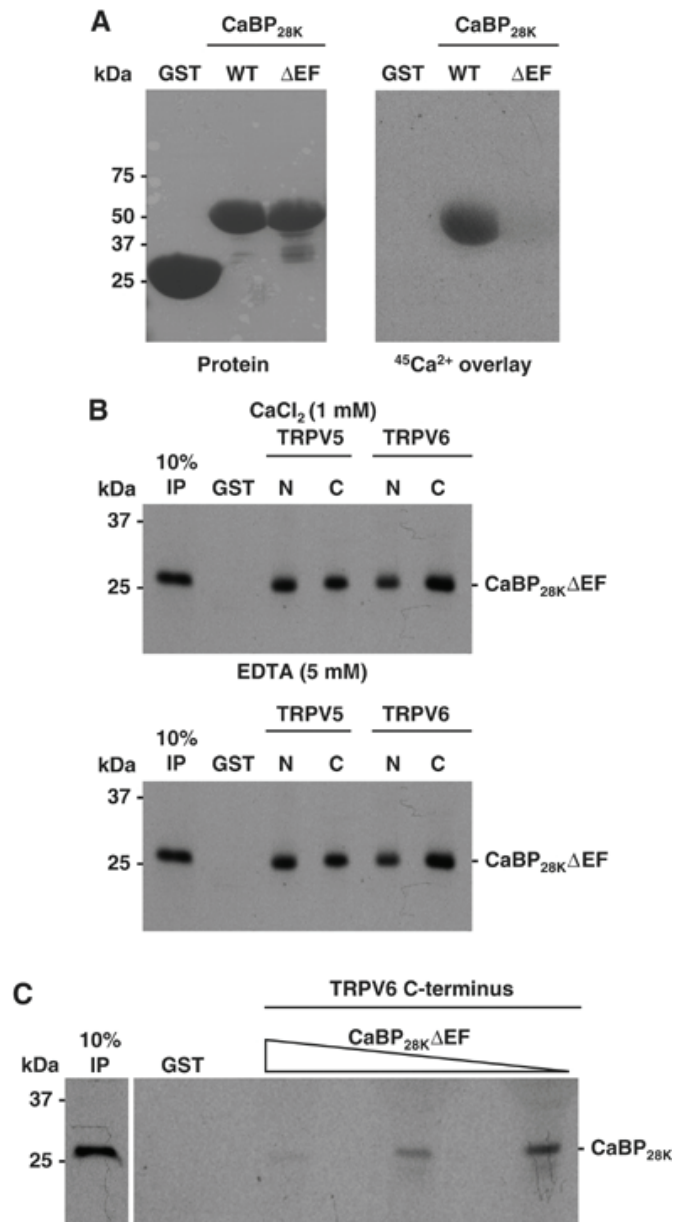 A
CaBP28K CaBP28K
kDa GST WT ΔEF GST WT ΔEF
75
50
37
25
Protein 45Ca2+ overlay
B
CaCl2 (1 mM)
TRPV5 TRPV6
10%
kDa IP GST N C N C
37
25 CaBP28KΔEF
EDTA (5 mM)
TRPV5 TRPV6
10%
kDa IP GST N C N C
37
25 CaBP28KΔEF
C
TRPV6 C-terminus
10% CaBP28KΔEF
kDa IP GST
37
25 CaBP28K